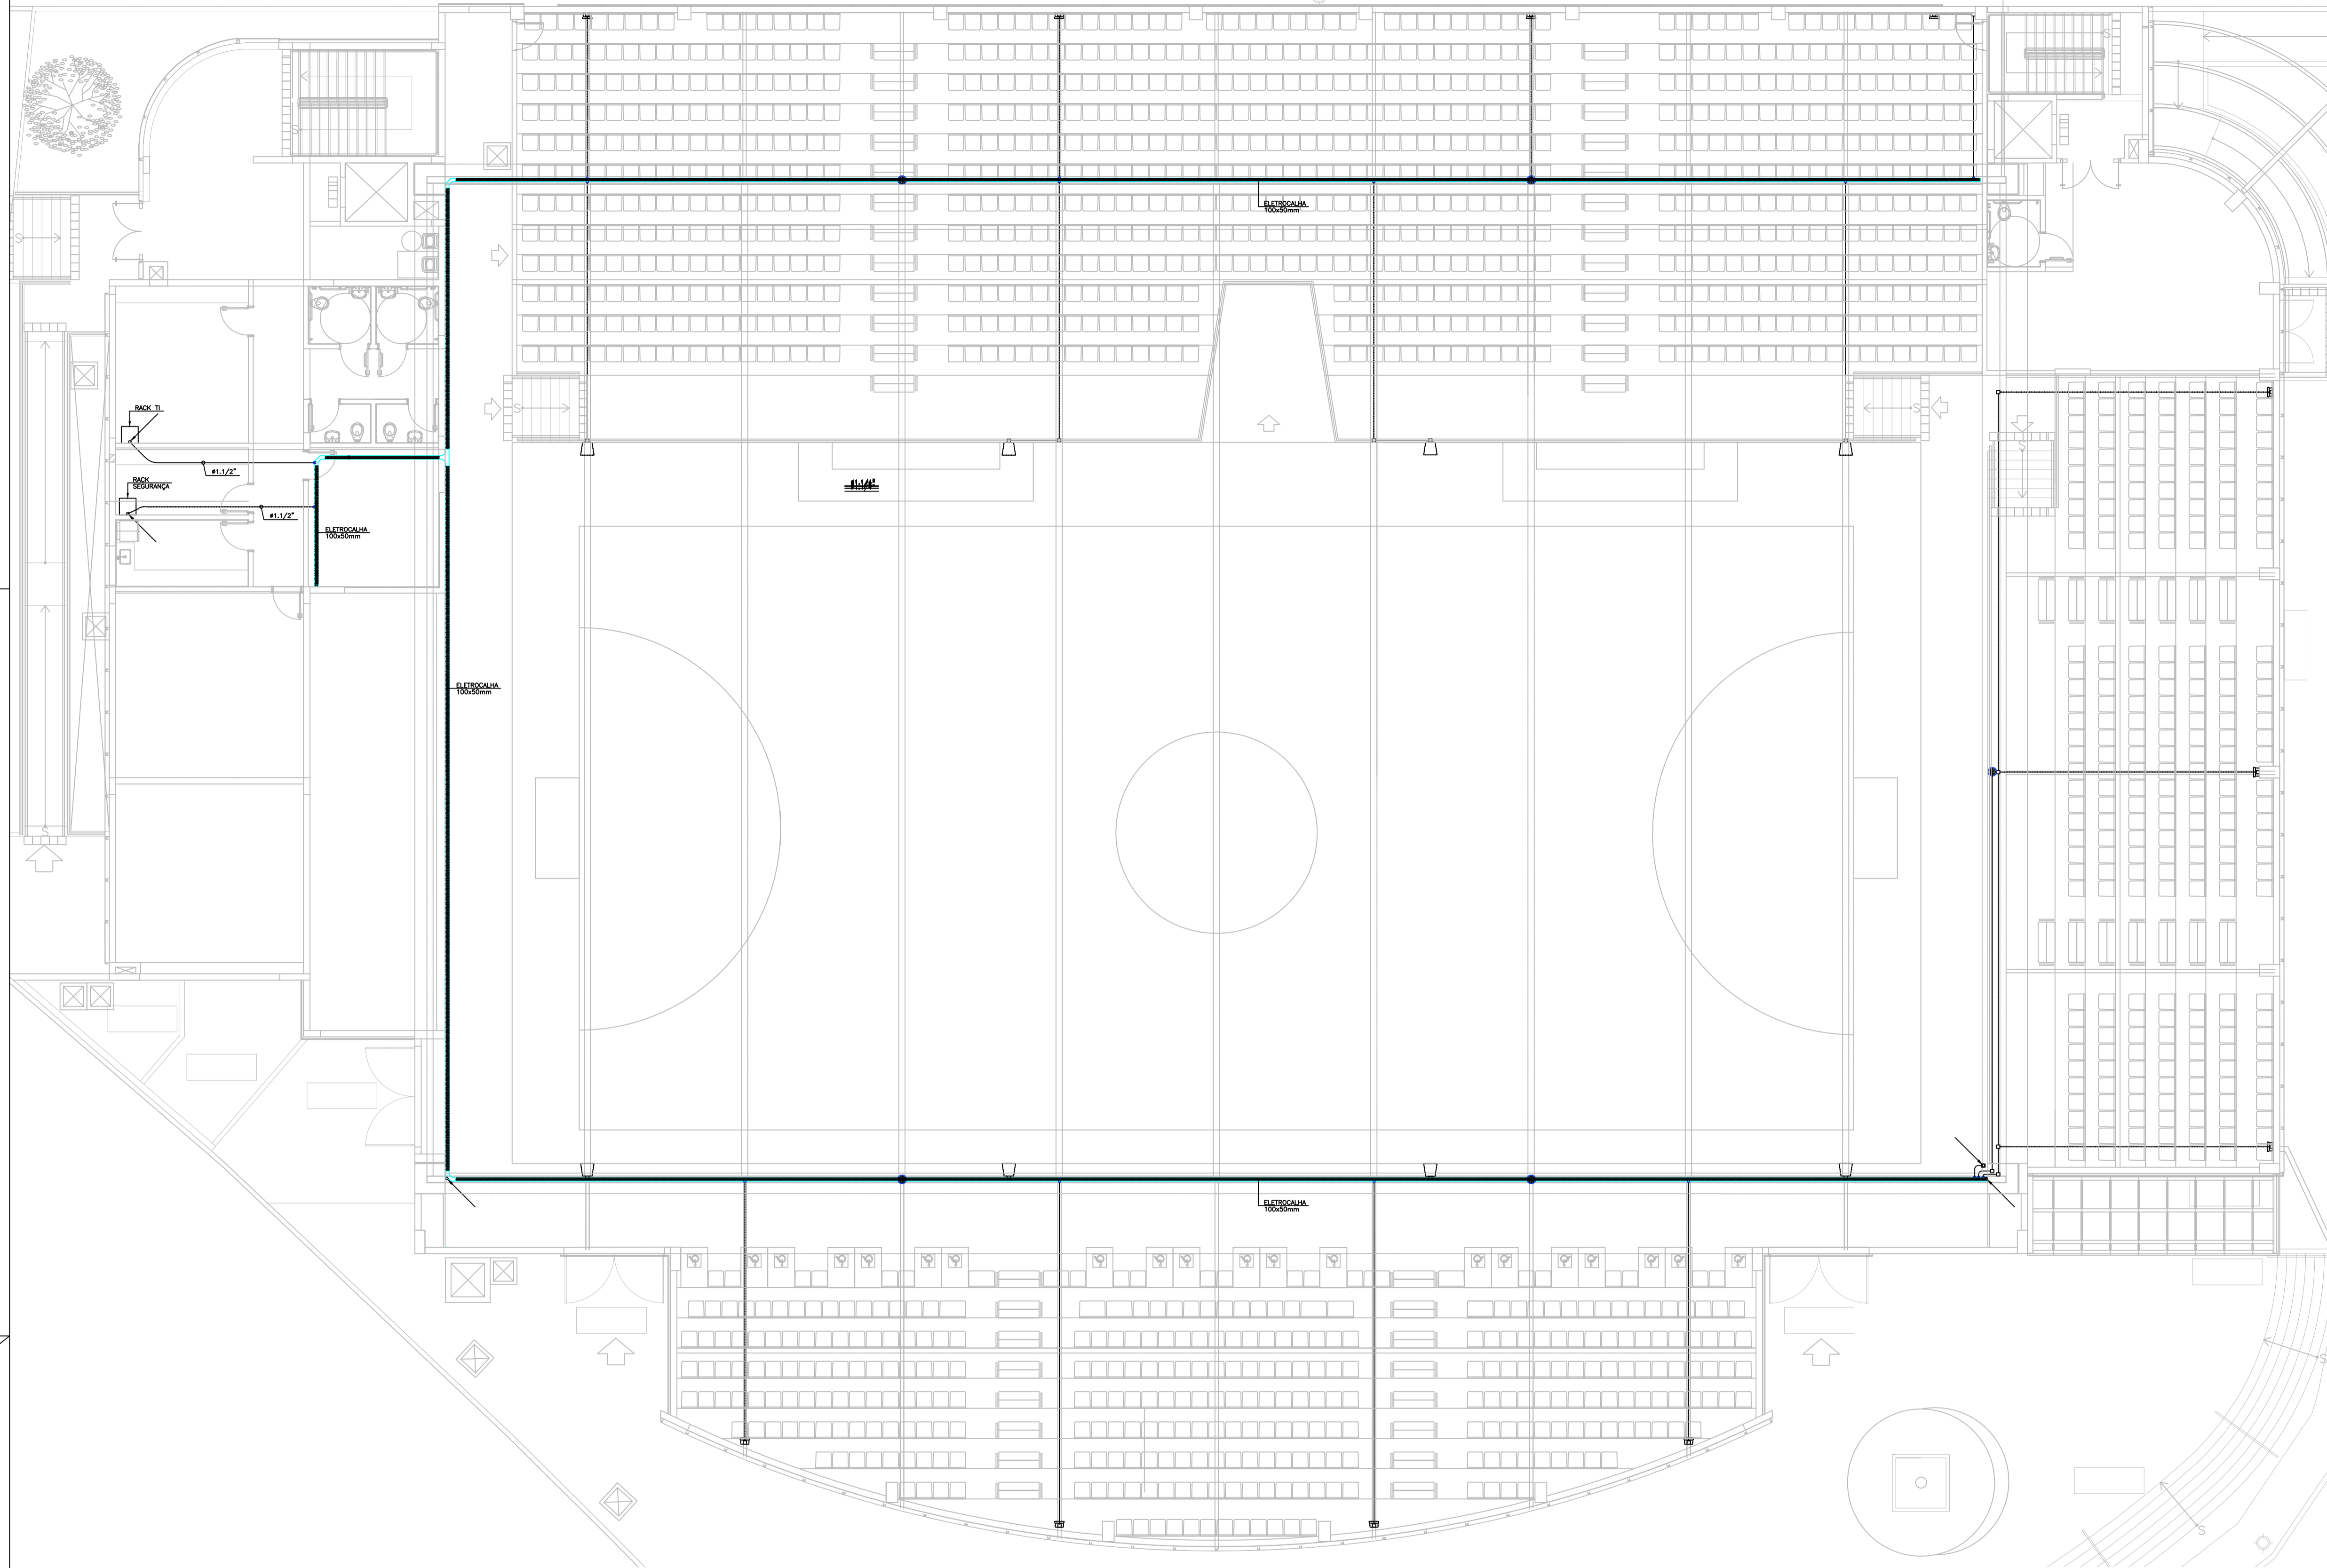 S
S
S
ELETROCALHA
100x50mm
S
S
S
RACK TI
ø1.1/2"
RACK
SEGURANÇA
ø1.1/2"
ELETROCALHA
100x50mm
S
ELETROCALHA
100x50mm
S
ELETROCALHA
100x50mm
S
S